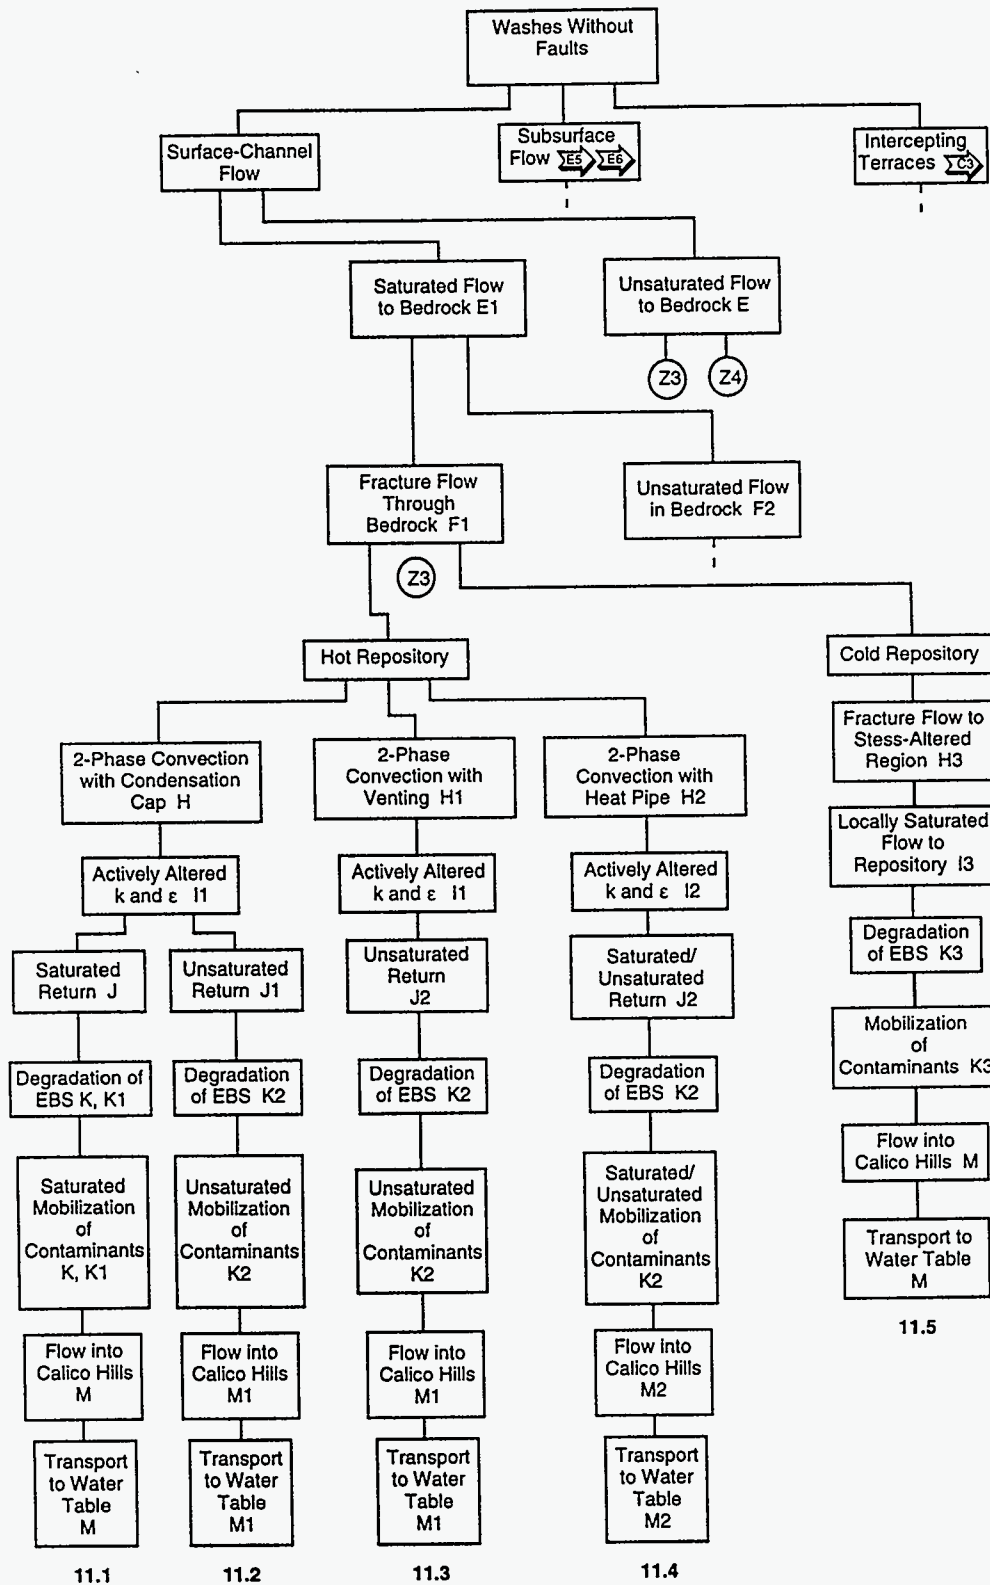 Washes Without
Faults
Surface-Channel
Flow
Subsurface
Flow E5 E6
Intercepting
Terraces C3
Saturated Flow
to Bedrock E1
Unsaturated Flow
to Bedrock E
Z3
Z4
Fracture Flow
Through
Bedrock F1
Unsaturated Flow
in Bedrock F2
Z3
Hot Repository
Cold Repository
2-Phase Convection
with Condensation
Cap H
2-Phase
Convection with
Venting H1
2-Phase
Convection with
Heat Pipe H2
Fracture Flow to
Stess-Altered
Region H3
Actively Altered
k and ε I1
Actively Altered
k and ε I1
Actively Altered
k and ε I2
Locally Saturated
Flow to
Repository I3
Saturated
Return J
Unsaturated
Return J1
Unsaturated
Return
J2
Saturated/
Unsaturated
Return J2
Degradation
of EBS K3
Degradation of
EBS K, K1
Degradation
of EBS K2
Degradation
of EBS K2
Degradation
of EBS K2
Mobilization
of
Contaminants K3
Saturated
Mobilization
of
Contaminants
K, K1
Unsaturated
Mobilization
of
Contaminants
K2
Unsaturated
Mobilization
of
Contaminants
K2
Saturated/
Unsaturated
Mobilization
of
Contaminants
K2
Flow into
Calico Hills M
Flow into
Calico Hills
M
Flow into
Calico Hills
M1
Flow into
Calico Hills
M1
Flow into
Calico Hills
M2
Transport to
Water Table
M
Transport
to Water
Table
M
Transport
to Water
Table
M1
Transport
to Water
Table
M1
Transport
to Water
Table
M2
11.5
11.1
11.2
11.3
11.4